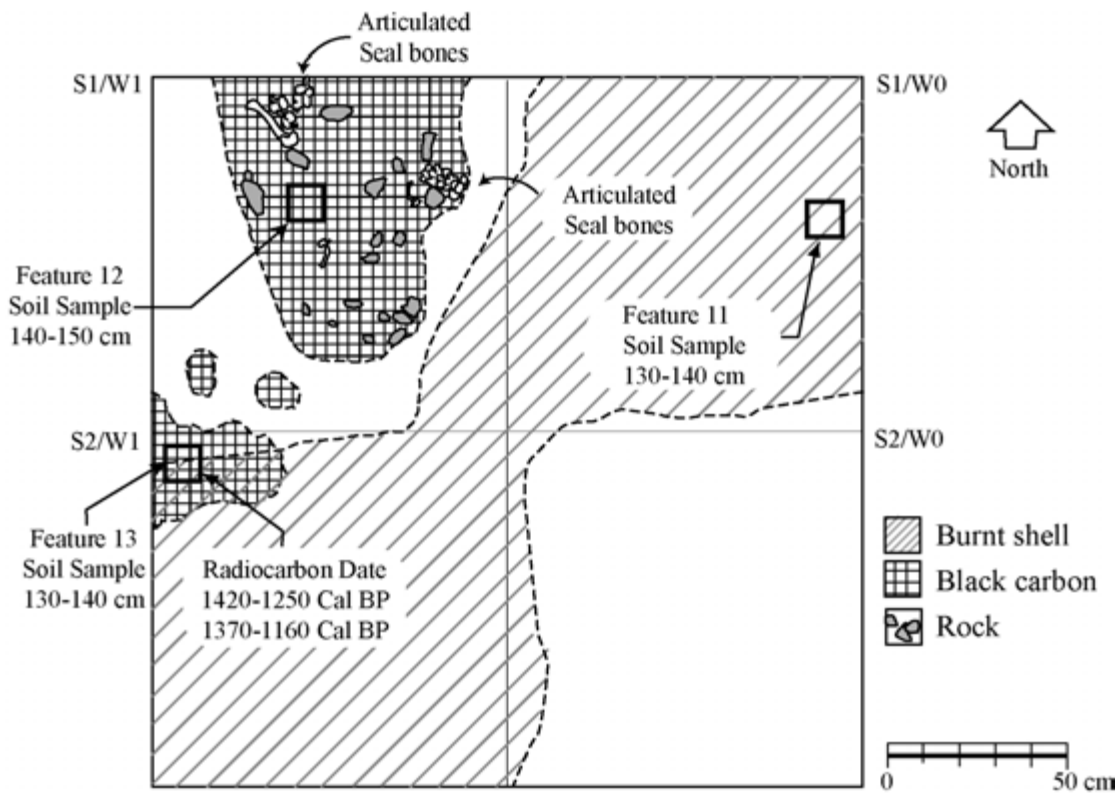 Articulated
Seal bones
S1/W1
S1/W0
North
Articulated
Seal bones
Feature 12
Soil Sample
140-150 cm
Feature 11
Soil Sample
130-140 cm
S2/W1
S2/W0
Feature 13
Soil Sample
130-140 cm
Radiocarbon Date
1420-1250 Cal BP
1370-1160 Cal BP
Burnt shell
Black carbon
Rock
0
50 cm